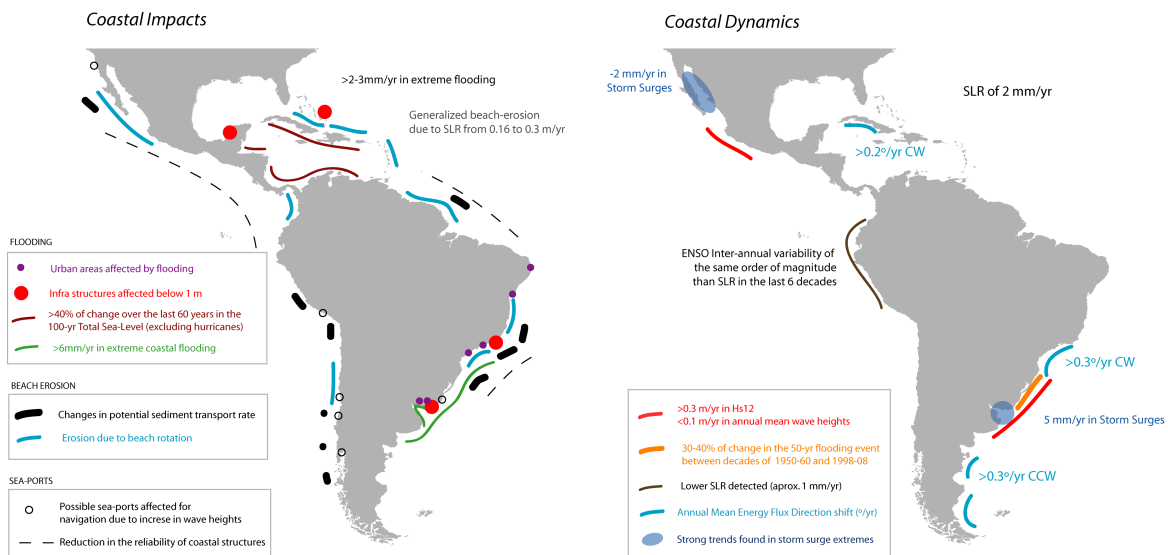 Coastal Impacts
>2-3mm/yr in extreme flooding
Generalized beach-erosion
due to SLR from 0.16 to 0.3 m/yr
FLOODING
Urban areas affected by flooding
Infra structures affected below 1 m
>40% of change over the last 60 years in the
100-yr Total Sea-Level (excluding hurricanes)
>6mm/yr in extreme coastal flooding
BEACH EROSION
Changes in potential sediment transport rate
Erosion due to beach rotation
SEA-PORTS
Possible sea-ports affected for
navigation due to increse in wave heights
Reduction in the reliability of coastal structures
Coastal Dynamics
-2 mm/yr in
Storm Surges
SLR of 2 mm/yr
>0.2º/yr CW
ENSO Inter-annual variability of
the same order of magnitude
than SLR in the last 6 decades
>0.3º/yr CW
5 mm/yr in Storm Surges
>0.3º/yr CCW
>0.3 m/yr in Hs12
<0.1 m/yr in annual mean wave heights
30-40% of change in the 50-yr flooding event
between decades of 1950-60 and 1998-08
Lower SLR detected (aprox. 1 mm/yr)
Annual Mean Energy Flux Direction shift (º/yr)
Strong trends found in storm surge extremes